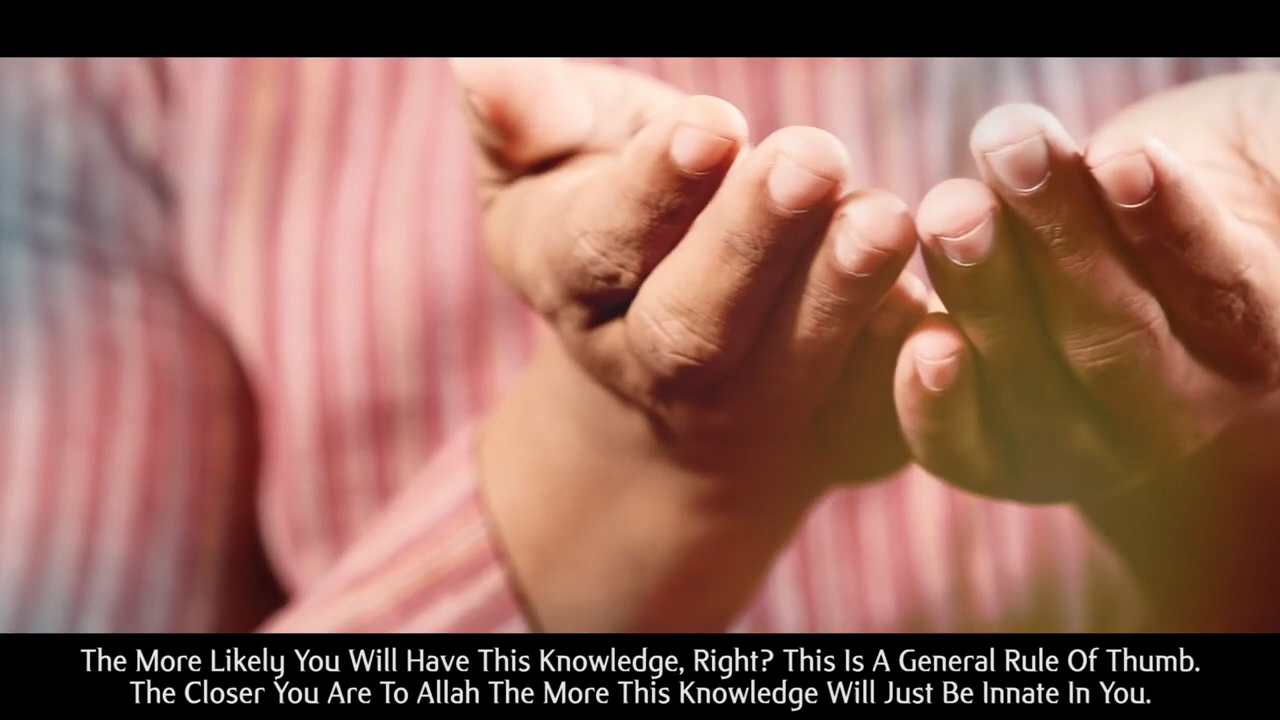 The More Likely You Will Have This Knowledge, Right? This Is A General Rule Of Thumb.
The Closer You Are To Allah The More This Knowledge Will Just Be Innate In You.